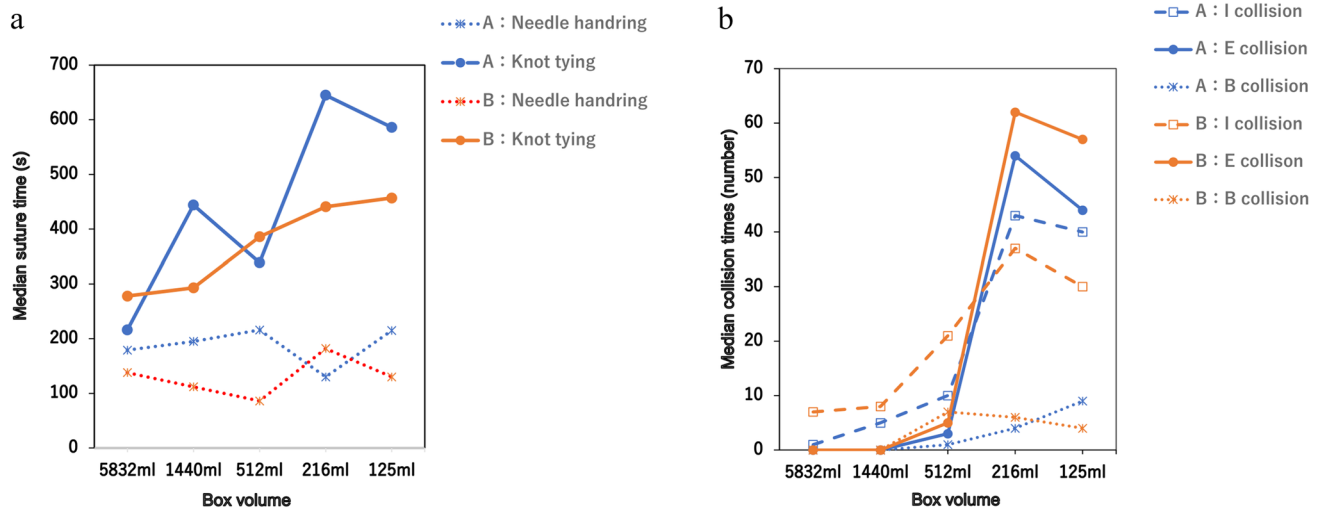 a
A：Needle handring
A：Knot tying
B：Needle handring
B：Knot tying
Median suture time (s)
700
600
500
400
300
200
100
0
5832ml 1440ml 512ml 216ml 125ml
Box volume
b
A：I collision
A：E collision
A：B collision
B：I collision
B：E collison
B：B collision
Median collision times (number)
70
60
50
40
30
20
10
0
5832ml 1440ml 512ml 216ml 125ml
Box volume